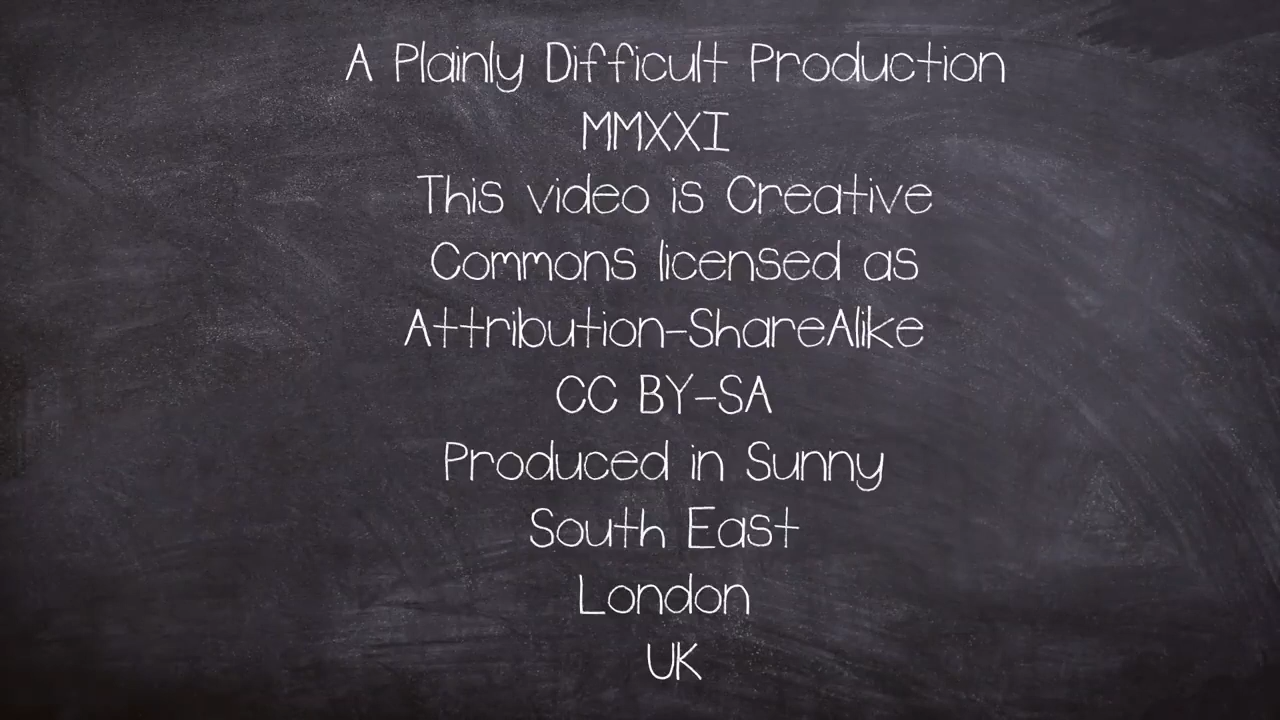 A Plainly Difficult Production
MMXXI
This video is Creative
Commons licensed as
Attribution-ShareAlike
CC BY-SA
Produced in Sunny
South East
London
UK